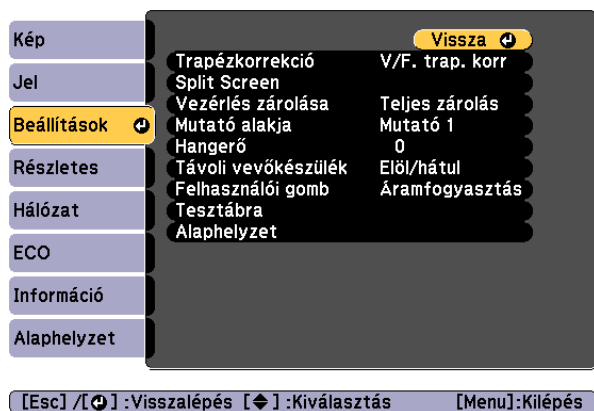 Kép
Jel
Beállítások
Részletes
Hálózat
ECO
Információ
Alaphelyzet
Vissza
Trapézkorrekció V/F. trap. korr
Split Screen
Vezérlés zárolása Teljes zárolás
Mutató alakja Mutató 1
Hangerő 0
Távoli vevőkészülék Elöl/hátul
Felhasználói gomb Áramfogyasztás
Tesztábra
Alaphelyzet
[Esc] /[ ] :Visszalépés [ ] :Kiválasztás [Menu]:Kilépés